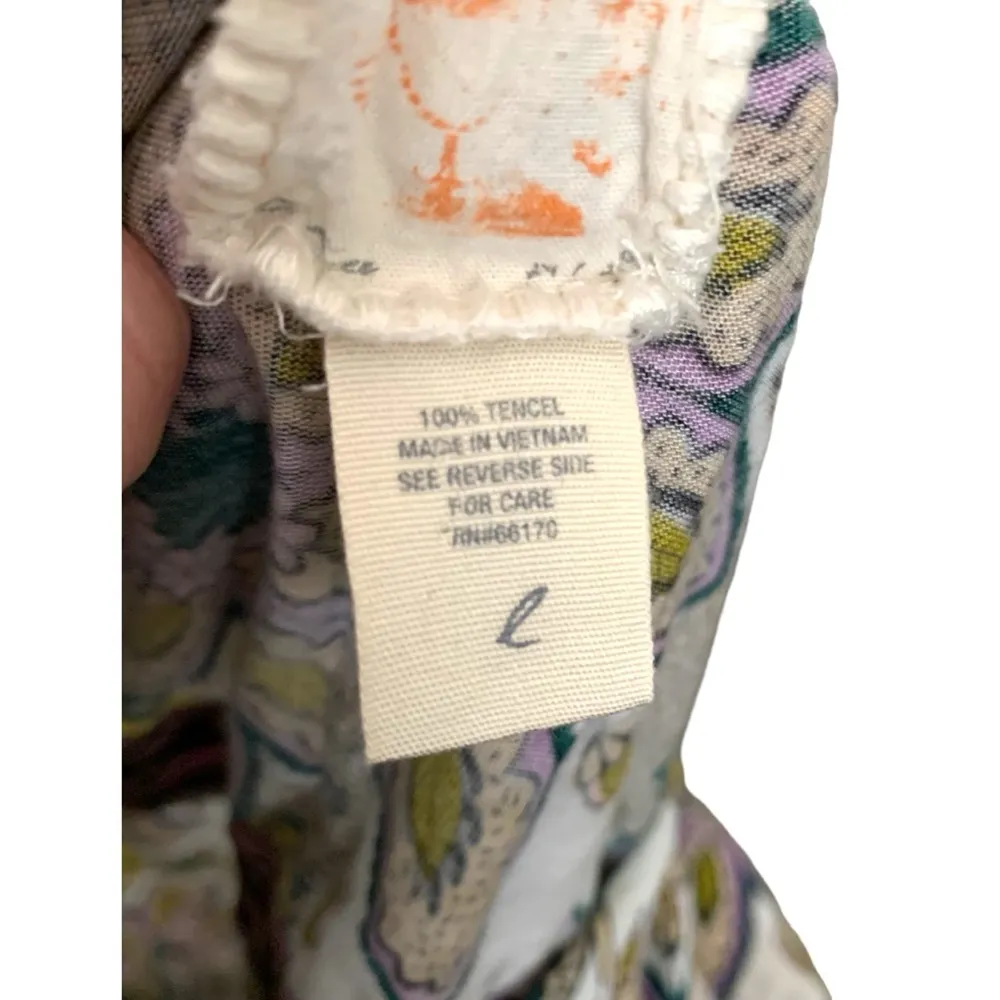 100% TENCEL
MADE IN VIETNAM
SEE REVERSE SIDE
FOR CARE
RN#66170
l